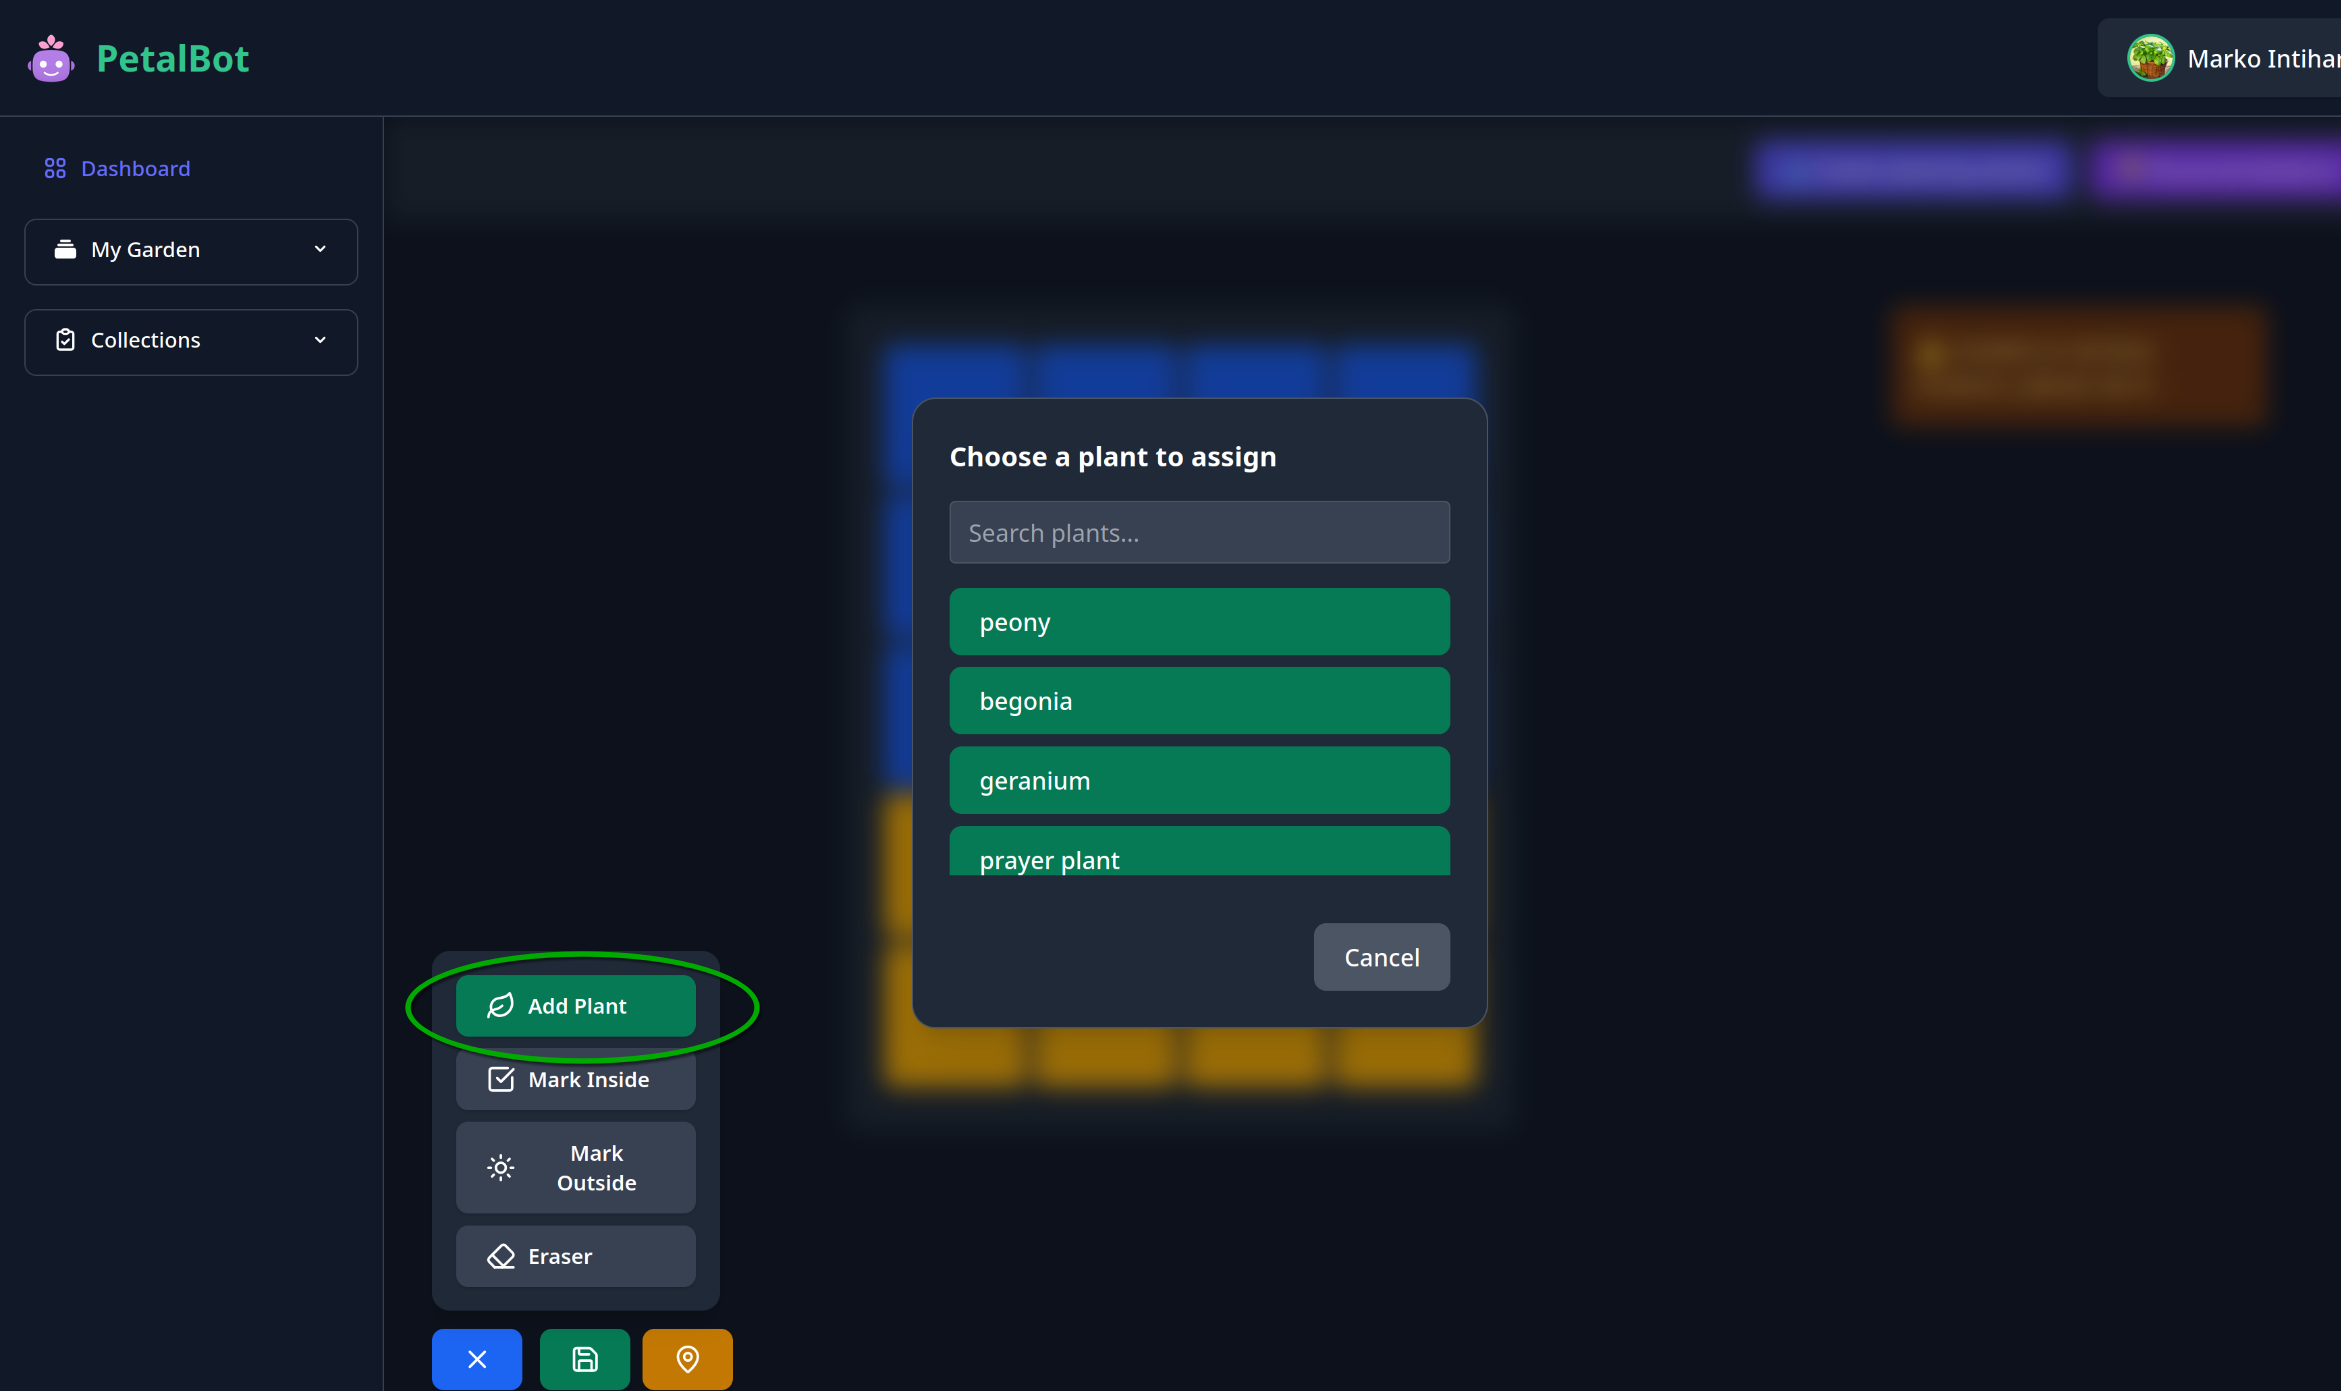 PetalBot
Marko Intihar
Dashboard
My Garden
Collections
Choose a plant to assign
Search plants...
peony
begonia
geranium
prayer plant
Cancel
Add Plant
Mark Inside
Mark
Outside
Eraser